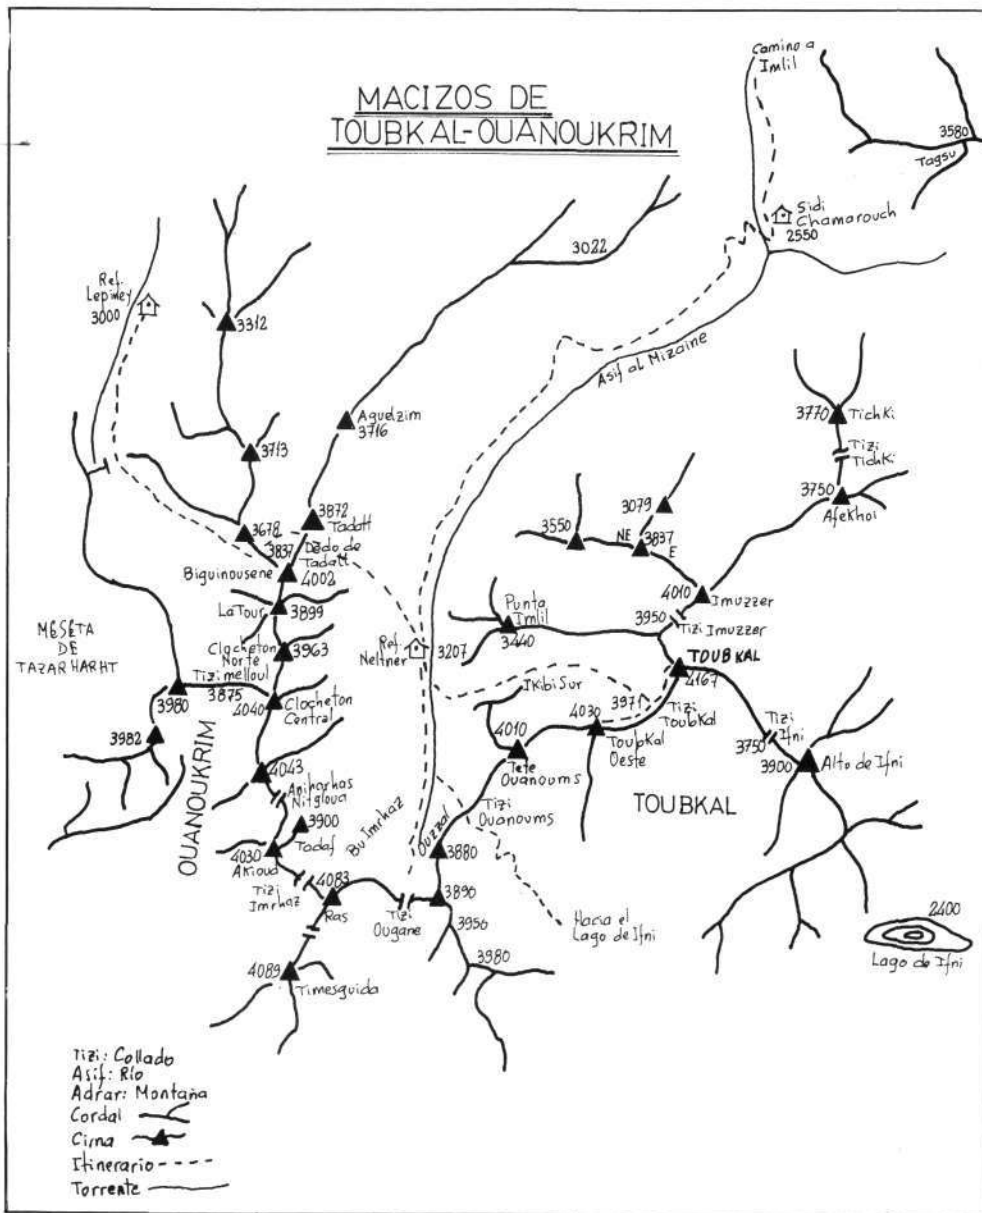 MACIZOS DE
TOUBKAL-OUANOUKRIM
Camino a
Imlil
3580
Tagsu
Sidi
Chamarouch
2550
3022
Ref.
Lepiney
3000
3312
Asif al Mizaine
Aguelzim
3716
3713
3770
Tichki
Tizi
Tichki
3750
Afekhoi
3872
Tadatt
3678
3837
Dedo de
Tadatt
Biguinousene
4002
3079
3550
NE
3837
E
La Tour
3899
4010
Imuzzer
3950
Tizi Imuzzer
Punta
Imlil
3440
MESETA
DE
TAZARHARHT
Clocheton
Norte
3963
Ref.
Neltner
3207
Tizi melloul
3875
3980
4040
Clocheton
Central
TOUBKAL
4167
Ikibi Sur
3971
Tizi
Toubkal
4030
Toubkal
Oeste
4010
Tete
Ouanoums
Tizi
Ifni
3750
3900
Alto de Ifni
3982
OUANOUKRIM
4043
Aniharhas
Nitgloua
3900
Tadaf
4030
Akioud
Bu Imrhaz
Ouzzal
Tizi
Ouanoums
TOUBKAL
3880
Tizi
Imrhaz
4083
Ras
Tizi
Ougane
3890
3956
3980
Hacia el
Lago de Ifni
2400
Lago de Ifni
4089
Timesguida
Tizi: Collado
Asif: Río
Adrar: Montaña
Cordal
Cima
Itinerario
Torrente